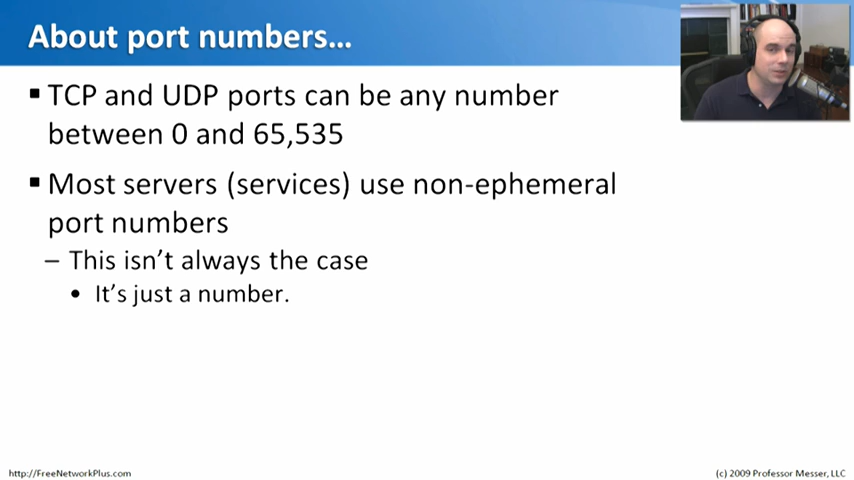 About port numbers…
▪ TCP and UDP ports can be any number
between 0 and 65,535
▪ Most servers (services) use non-ephemeral
port numbers
– This isn’t always the case
• It’s just a number.
http://FreeNetworkPlus.com
(c) 2009 Professor Messer, LLC